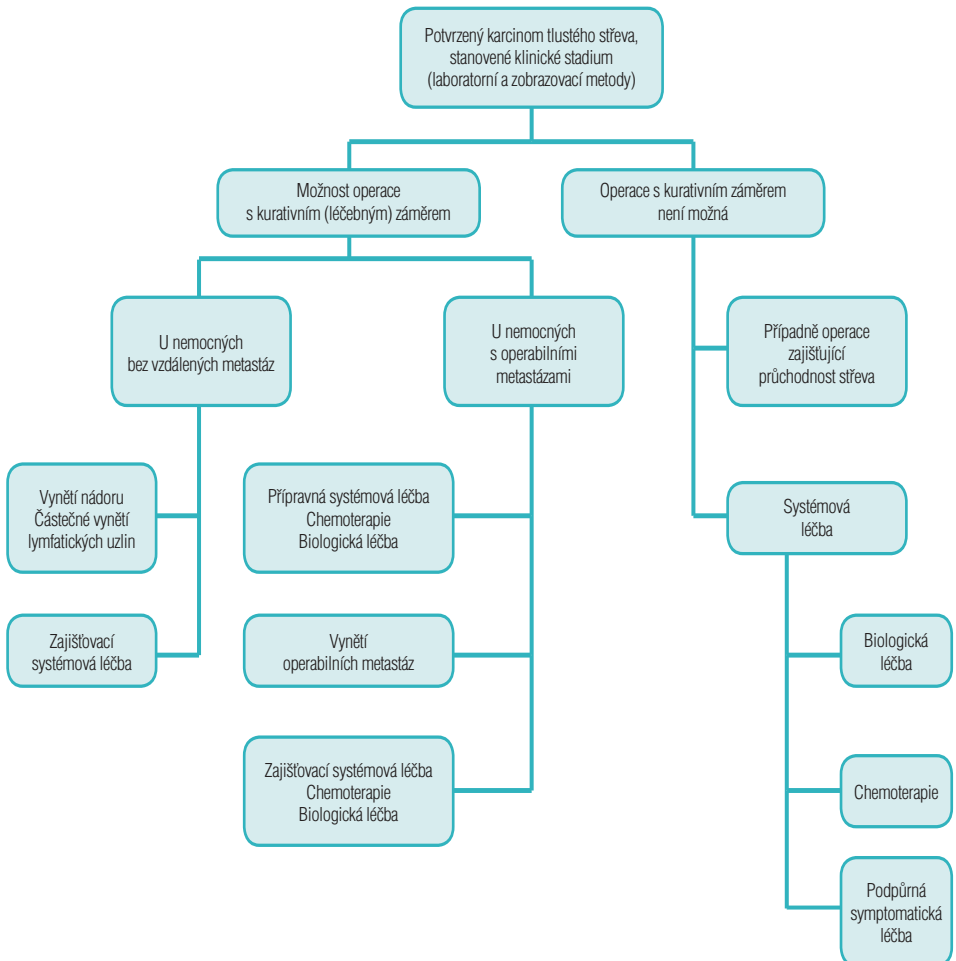 Potvrzený karcinom tlustého střeva,
stanovené klinické stadium
(laboratorní a zobrazovací metody)
Možnost operace
s kurativním (léčebným) záměrem
Operace s kurativním záměrem
není možná
U nemocných
bez vzdálených metastáz
U nemocných
s operabilními
metastázami
Případně operace
zajišťující
průchodnost střeva
Vynětí nádoru
Částečné vynětí
lymfatických uzlin
Přípravná systémová léčba
Chemoterapie
Biologická léčba
Systémová
léčba
Zajišťovací
systémová léčba
Vynětí
operabilních metastáz
Biologická
léčba
Zajišťovací systémová léčba
Chemoterapie
Biologická léčba
Chemoterapie
Podpůrná
symptomatická
léčba